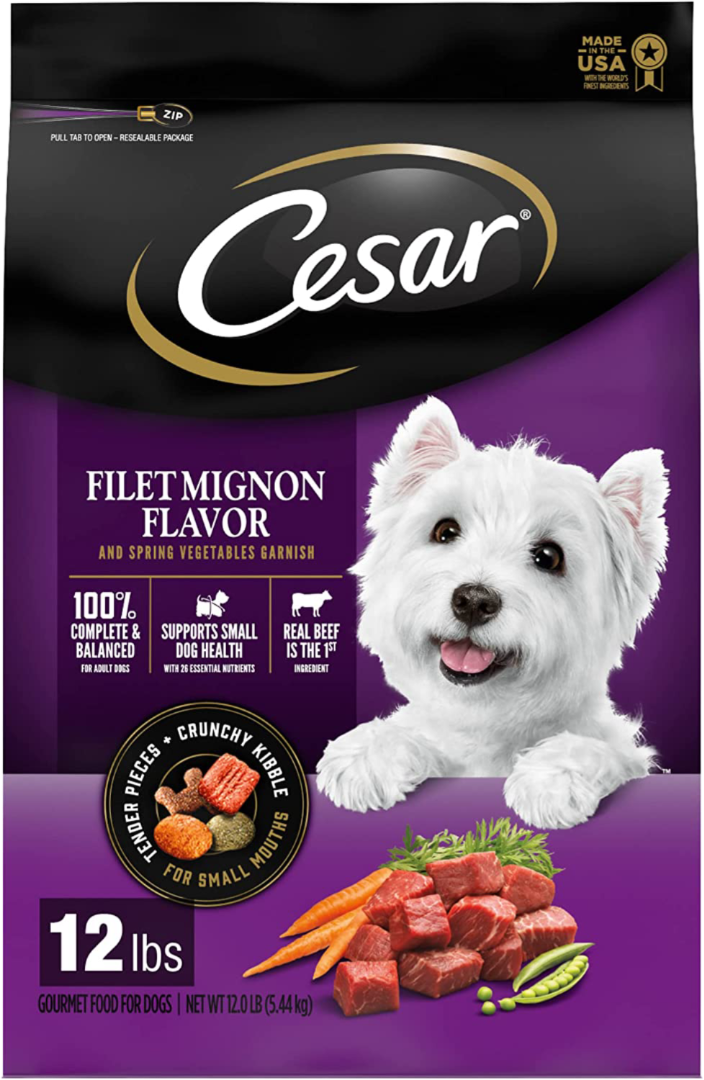 MADE
IN THE
USA
WITH THE WORLD'S
FINEST INGREDIENTS
ZIP
PULL TAB TO OPEN – RESEALABLE PACKAGE
Cesar®
FILET MIGNON
FLAVOR
AND SPRING VEGETABLES GARNISH
100%
COMPLETE &
BALANCED
FOR ADULT DOGS
SUPPORTS SMALL
DOG HEALTH
WITH 26 ESSENTIAL NUTRIENTS
REAL BEEF
IS THE 1ST
INGREDIENT
TENDER PIECES + CRUNCHY KIBBLE
FOR SMALL MOUTHS
TM
12 lbs
GOURMET FOOD FOR DOGS | NET WT 12.0 LB (5.44 kg)